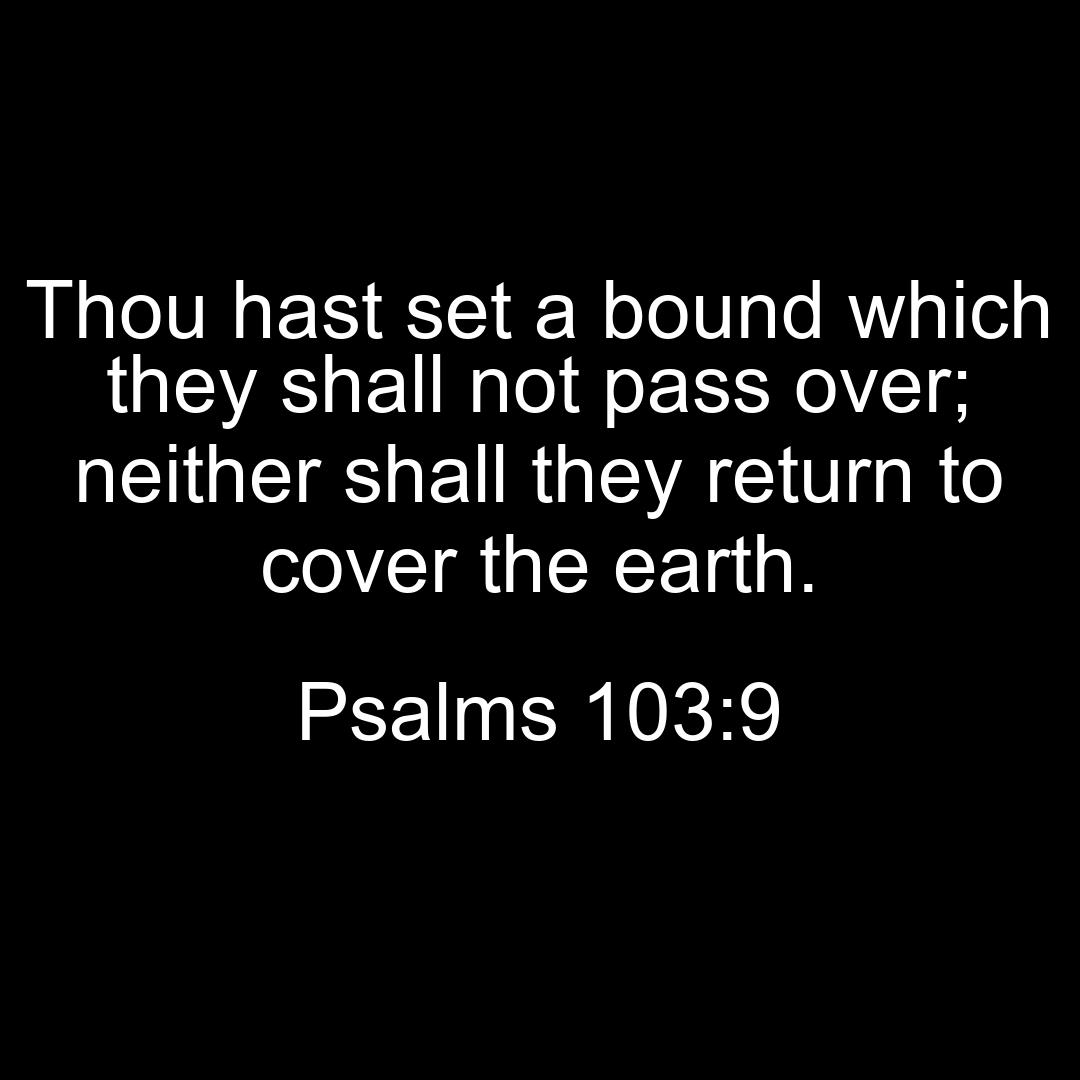 Thou hast set a bound which
they shall not pass over;
neither shall they return to
cover the earth.
Psalms 103:9